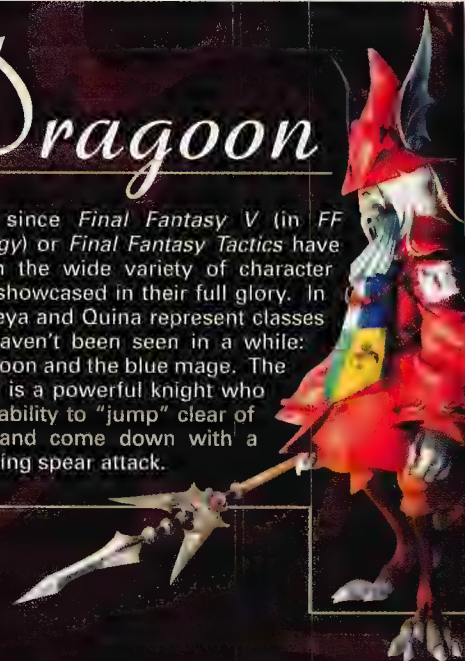 Dragoon
since Final Fantasy V (in FF
gy) or Final Fantasy Tactics have
n the wide variety of character
showcased in their full glory. In
eya and Quina represent classes
aven't been seen in a while:
oon and the blue mage. The
is a powerful knight who
ability to "jump" clear of
and come down with a
ing spear attack.